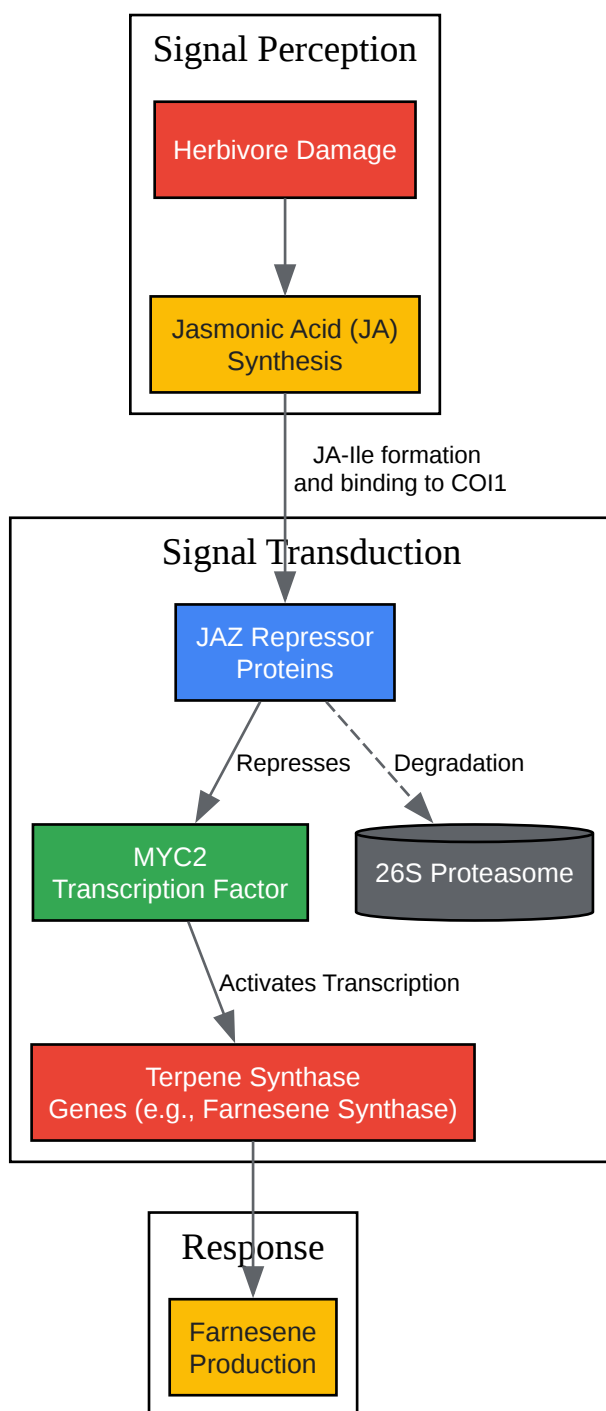 Signal Perception
Herbivore Damage
Jasmonic Acid (JA)
Synthesis
JA-Ile formation
and binding to COI1
Signal Transduction
JAZ Repressor
Proteins
Represses
Degradation
MYC2
Transcription Factor
26S Proteasome
Activates Transcription
Terpene Synthase
Genes (e.g., Farnesene Synthase)
Response
Farnesene
Production